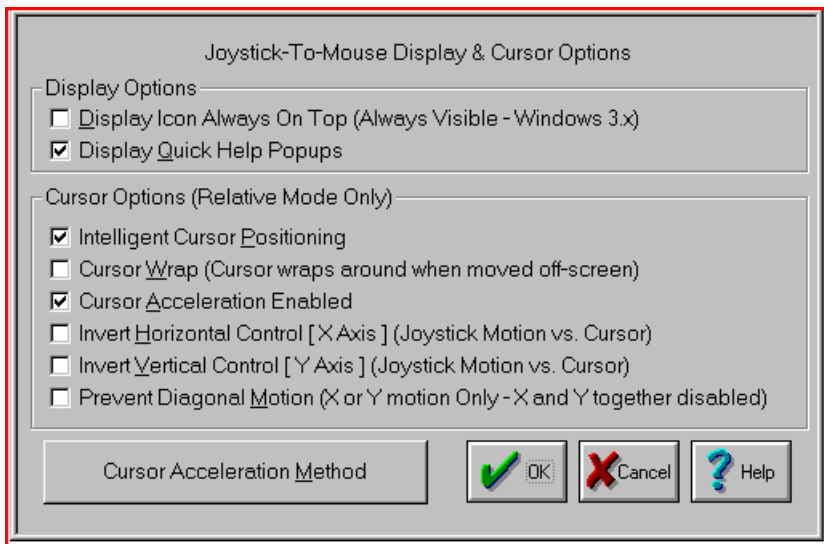 Joystick-To-Mouse Display & Cursor Options
Display Options
Display Icon Always On Top (Always Visible - Windows 3.x)
Display Quick Help Popups
Cursor Options (Relative Mode Only)
Intelligent Cursor Positioning
Cursor Wrap (Cursor wraps around when moved off-screen)
Cursor Acceleration Enabled
Invert Horizontal Control [ X Axis ] (Joystick Motion vs. Cursor)
Invert Vertical Control [ Y Axis ] (Joystick Motion vs. Cursor)
Prevent Diagonal Motion (X or Y motion Only - X and Y together disabled)
Cursor Acceleration Method
OK
Cancel
Help